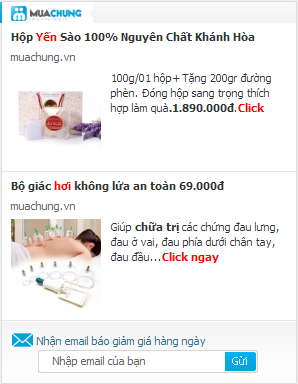 MUACHUNG
Hộp Yến Sào 100% Nguyên Chất Khánh Hòa
muachung.vn
100g/01 hộp+ Tặng 200gr đường
phèn. Đóng hộp sang trọng thích
hợp làm quà.1.890.000đ.Click
Bộ giác hơi không lửa an toàn 69.000đ
muachung.vn
Giúp chữa trị các chứng đau lưng,
đau ở vai, đau phía dưới chân tay,
đau đầu...Click ngay
Nhận email báo giảm giá hàng ngày
Nhập email của bạn
Gửi